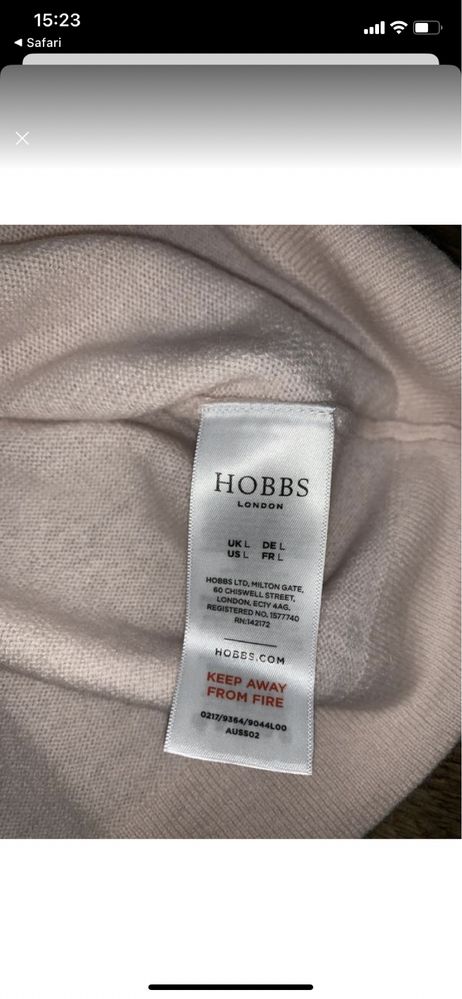 15:23
◀ Safari
HOBBS
LONDON
UK L DE L
US L FR L
HOBBS LTD, MILTON GATE,
60 CHISWELL STREET,
LONDON, EC1Y 4AG.
REGISTERED NO. 1577740
RN:142172
HOBBS.COM
KEEP AWAY
FROM FIRE
0217/9364/9044L00
AUSS02